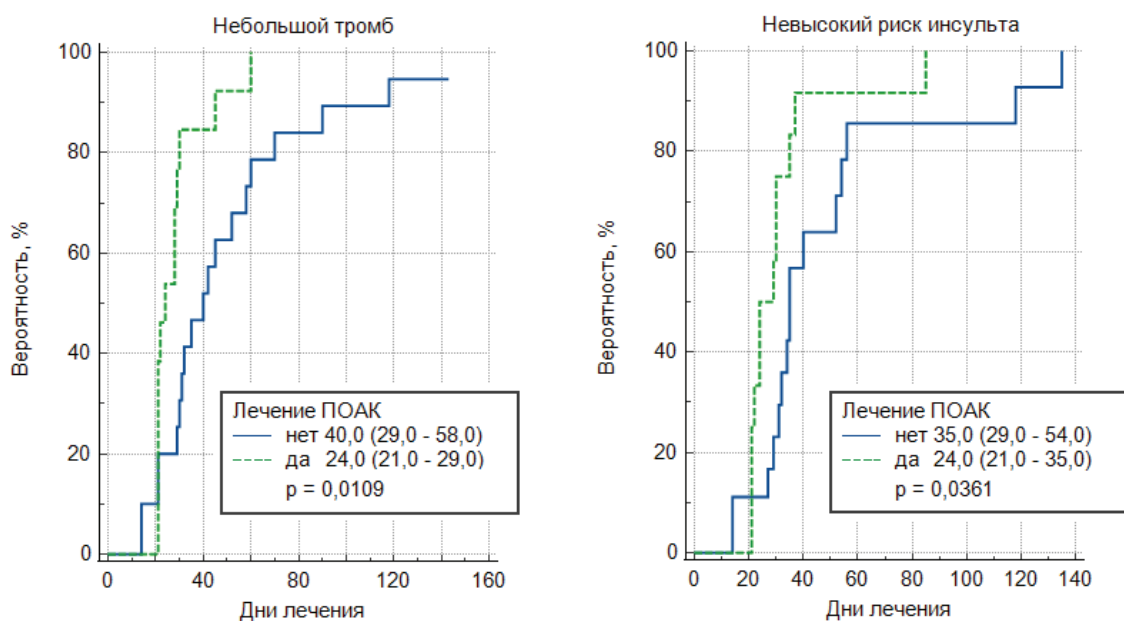 Небольшой тромб
100
80
60
40
20
0
Вероятность, %
0 40 80 120 160
Дни лечения
Лечение ПОАК
нет 40,0 (29,0 - 58,0)
да 24,0 (21,0 - 29,0)
p = 0,0109
Невысокий риск инсульта
100
80
60
40
20
0
Вероятность, %
0 20 40 60 80 100 120 140
Дни лечения
Лечение ПОАК
нет 35,0 (29,0 - 54,0)
да 24,0 (21,0 - 35,0)
p = 0,0361